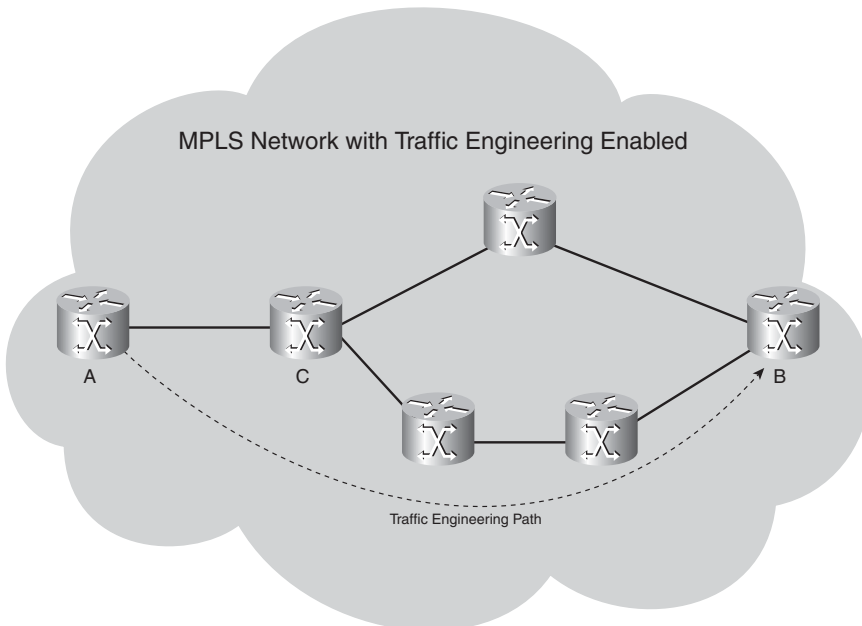 MPLS Network with Traffic Engineering Enabled
A
C
B
Traffic Engineering Path